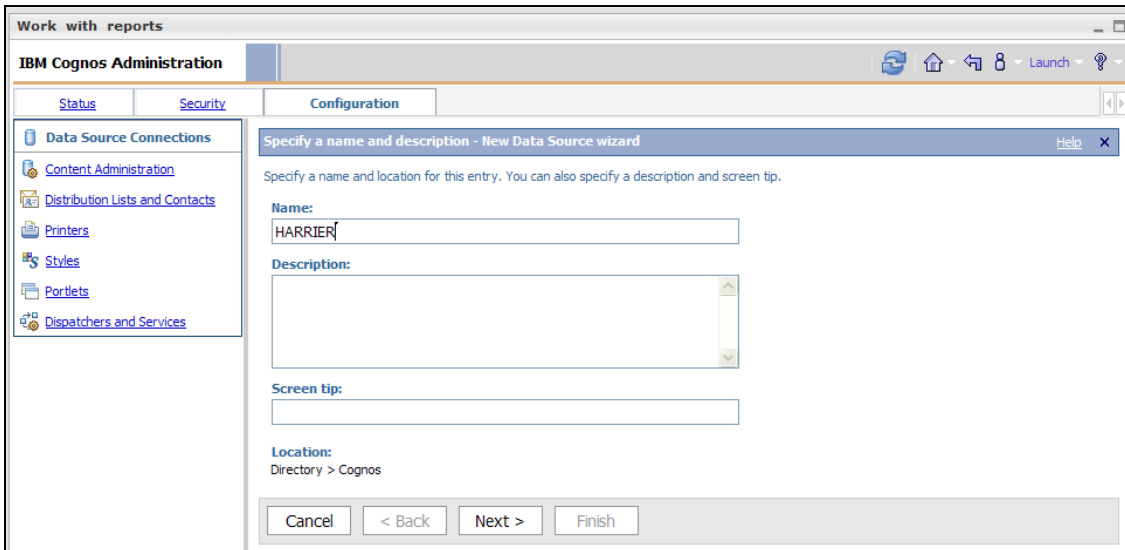 Work with reports
IBM Cognos Administration
Launch
Status Security Configuration
Data Source Connections
Content Administration
Distribution Lists and Contacts
Printers
Styles
Portlets
Dispatchers and Services
Specify a name and description - New Data Source wizard Help X
Specify a name and location for this entry. You can also specify a description and screen tip.
Name:
HARRIER
Description:
Screen tip:
Location:
Directory > Cognos
Cancel < Back Next > Finish